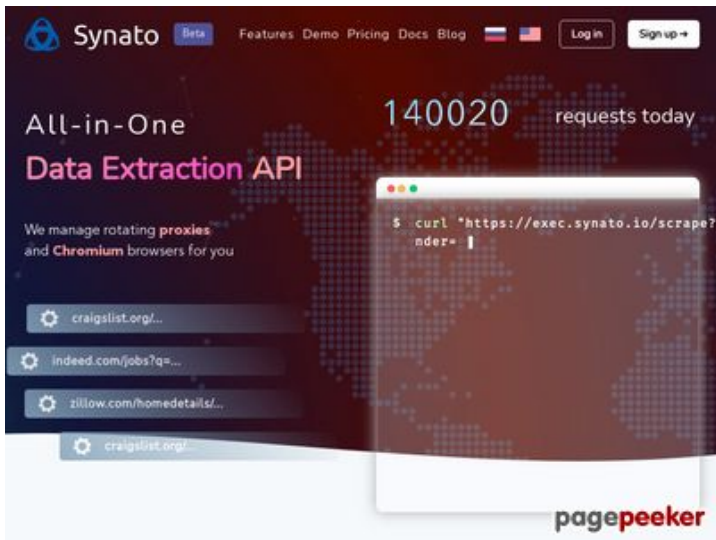 Synato Beta Features Demo Pricing Docs Blog Log in Sign up →
All-in-One
Data Extraction API
We manage rotating proxies
and Chromium browsers for you
craigslist.org/...
indeed.com/jobs?q=...
zillow.com/homedetails/...
craigslist.org/...
140020 requests today
$ curl "https://exec.synato.io/scrape?
nder=
pagepeeker